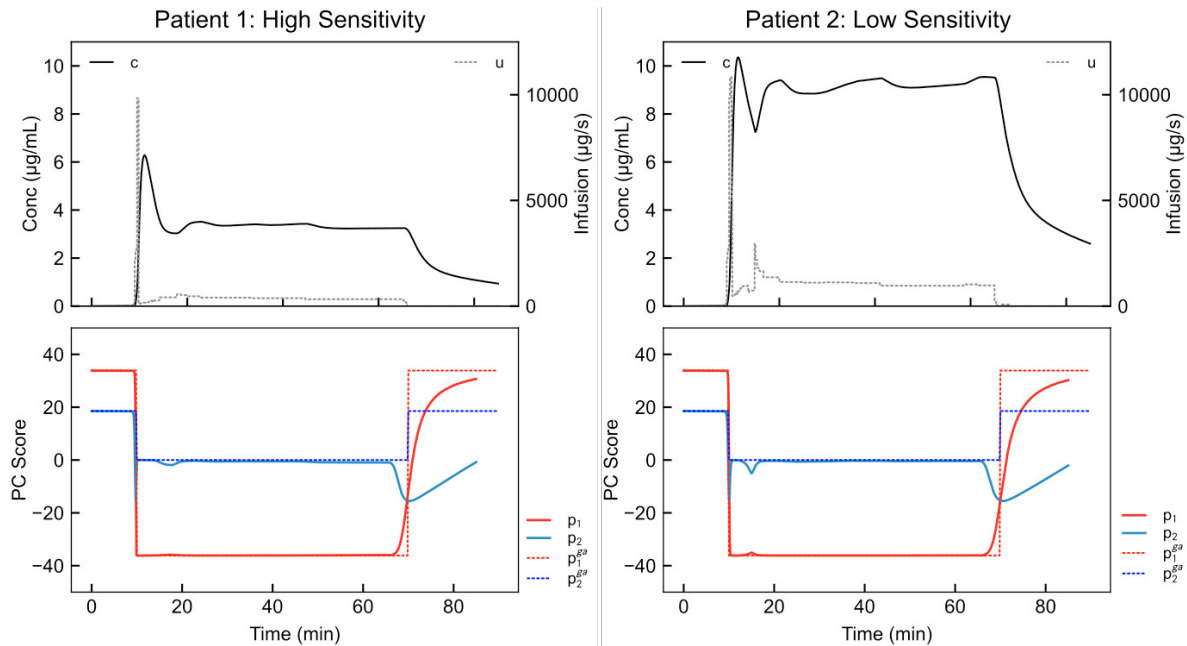 Patient 1: High Sensitivity
Patient 2: Low Sensitivity
c
u
10
8
6
4
2
0
Conc (µg/mL)
10000
5000
0
Infusion (µg/s)
c
u
10
8
6
4
2
0
Conc (µg/mL)
10000
5000
0
Infusion (µg/s)
40
20
0
−20
−40
PC Score
0 20 40 60 80
Time (min)
p₁
p₂
p₁ᵍᵃ
p₂ᵍᵃ
40
20
0
−20
−40
PC Score
0 20 40 60 80
Time (min)
p₁
p₂
p₁ᵍᵃ
p₂ᵍᵃ